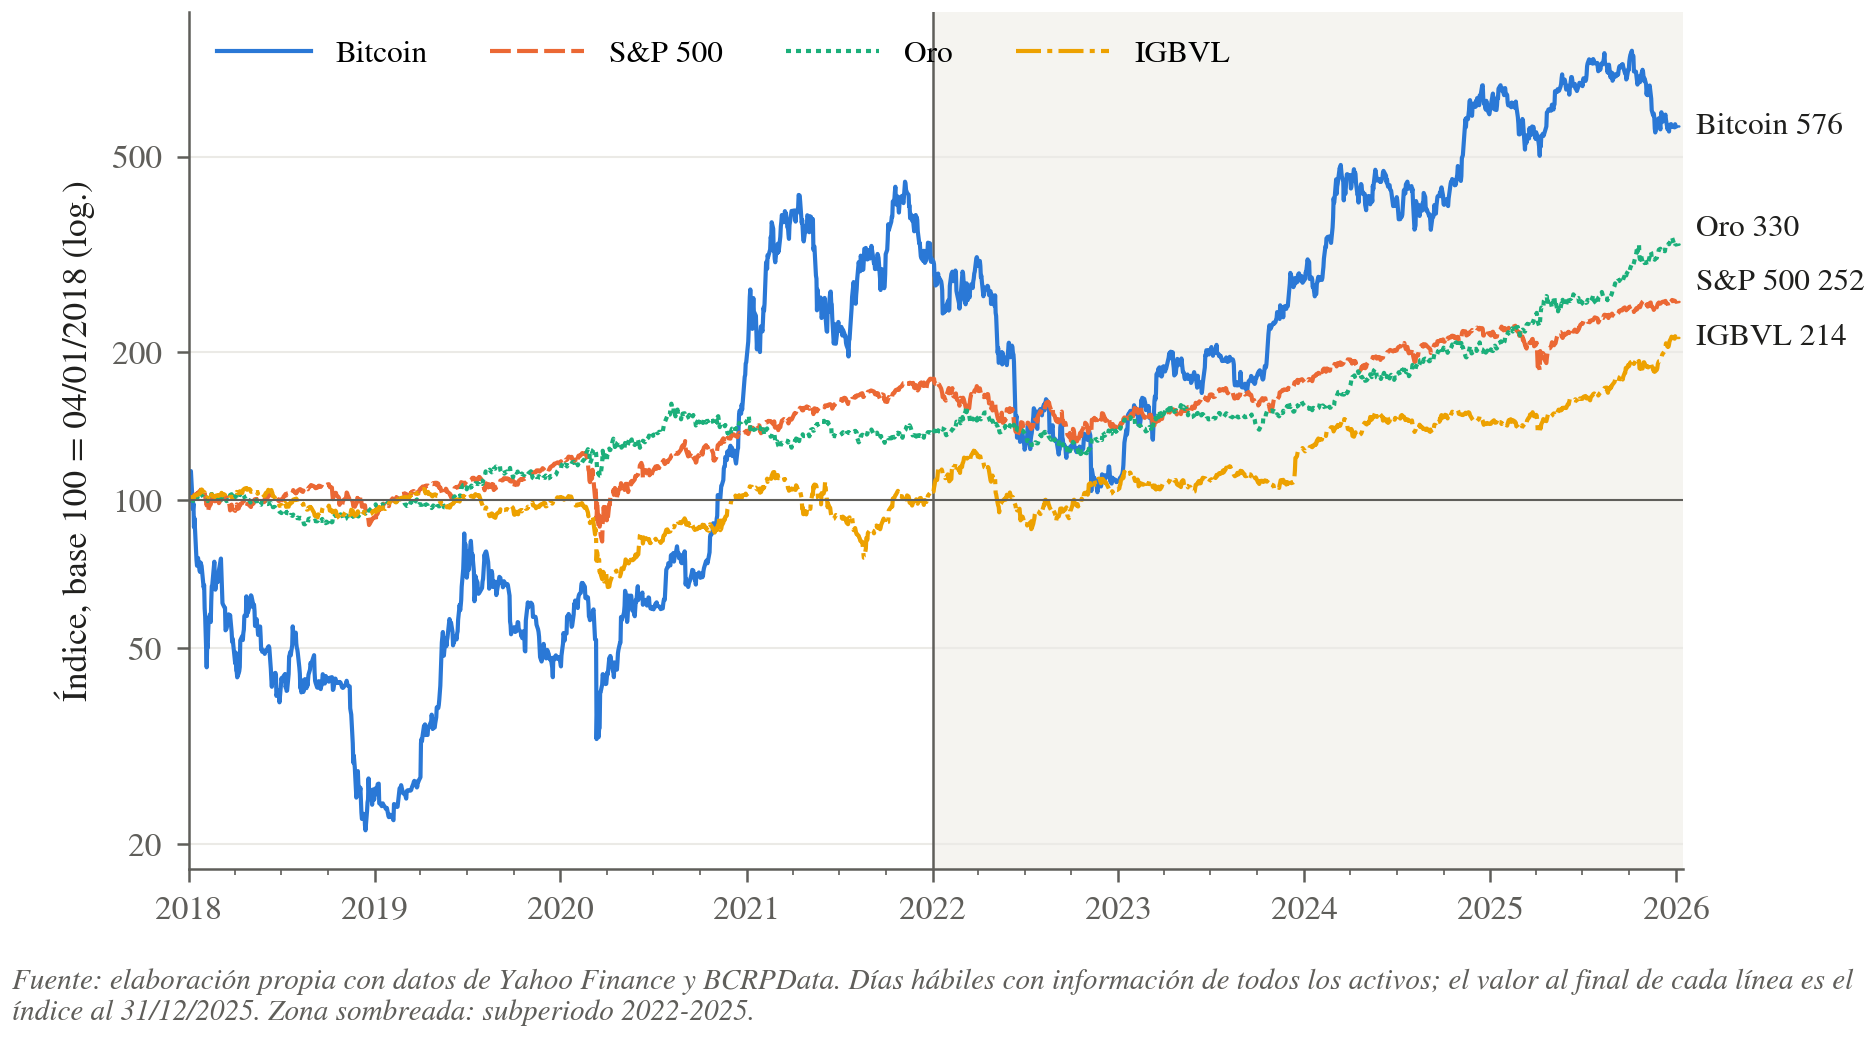 Bitcoin S&P 500 Oro IGBVL
Índice, base 100 = 04/01/2018 (log.)
500
200
100
50
20
Bitcoin 576
Oro 330
S&P 500 252
IGBVL 214
2018 2019 2020 2021 2022 2023 2024 2025 2026
Fuente: elaboración propia con datos de Yahoo Finance y BCRPData. Días hábiles con información de todos los activos; el valor al final de cada línea es el
índice al 31/12/2025. Zona sombreada: subperiodo 2022-2025.